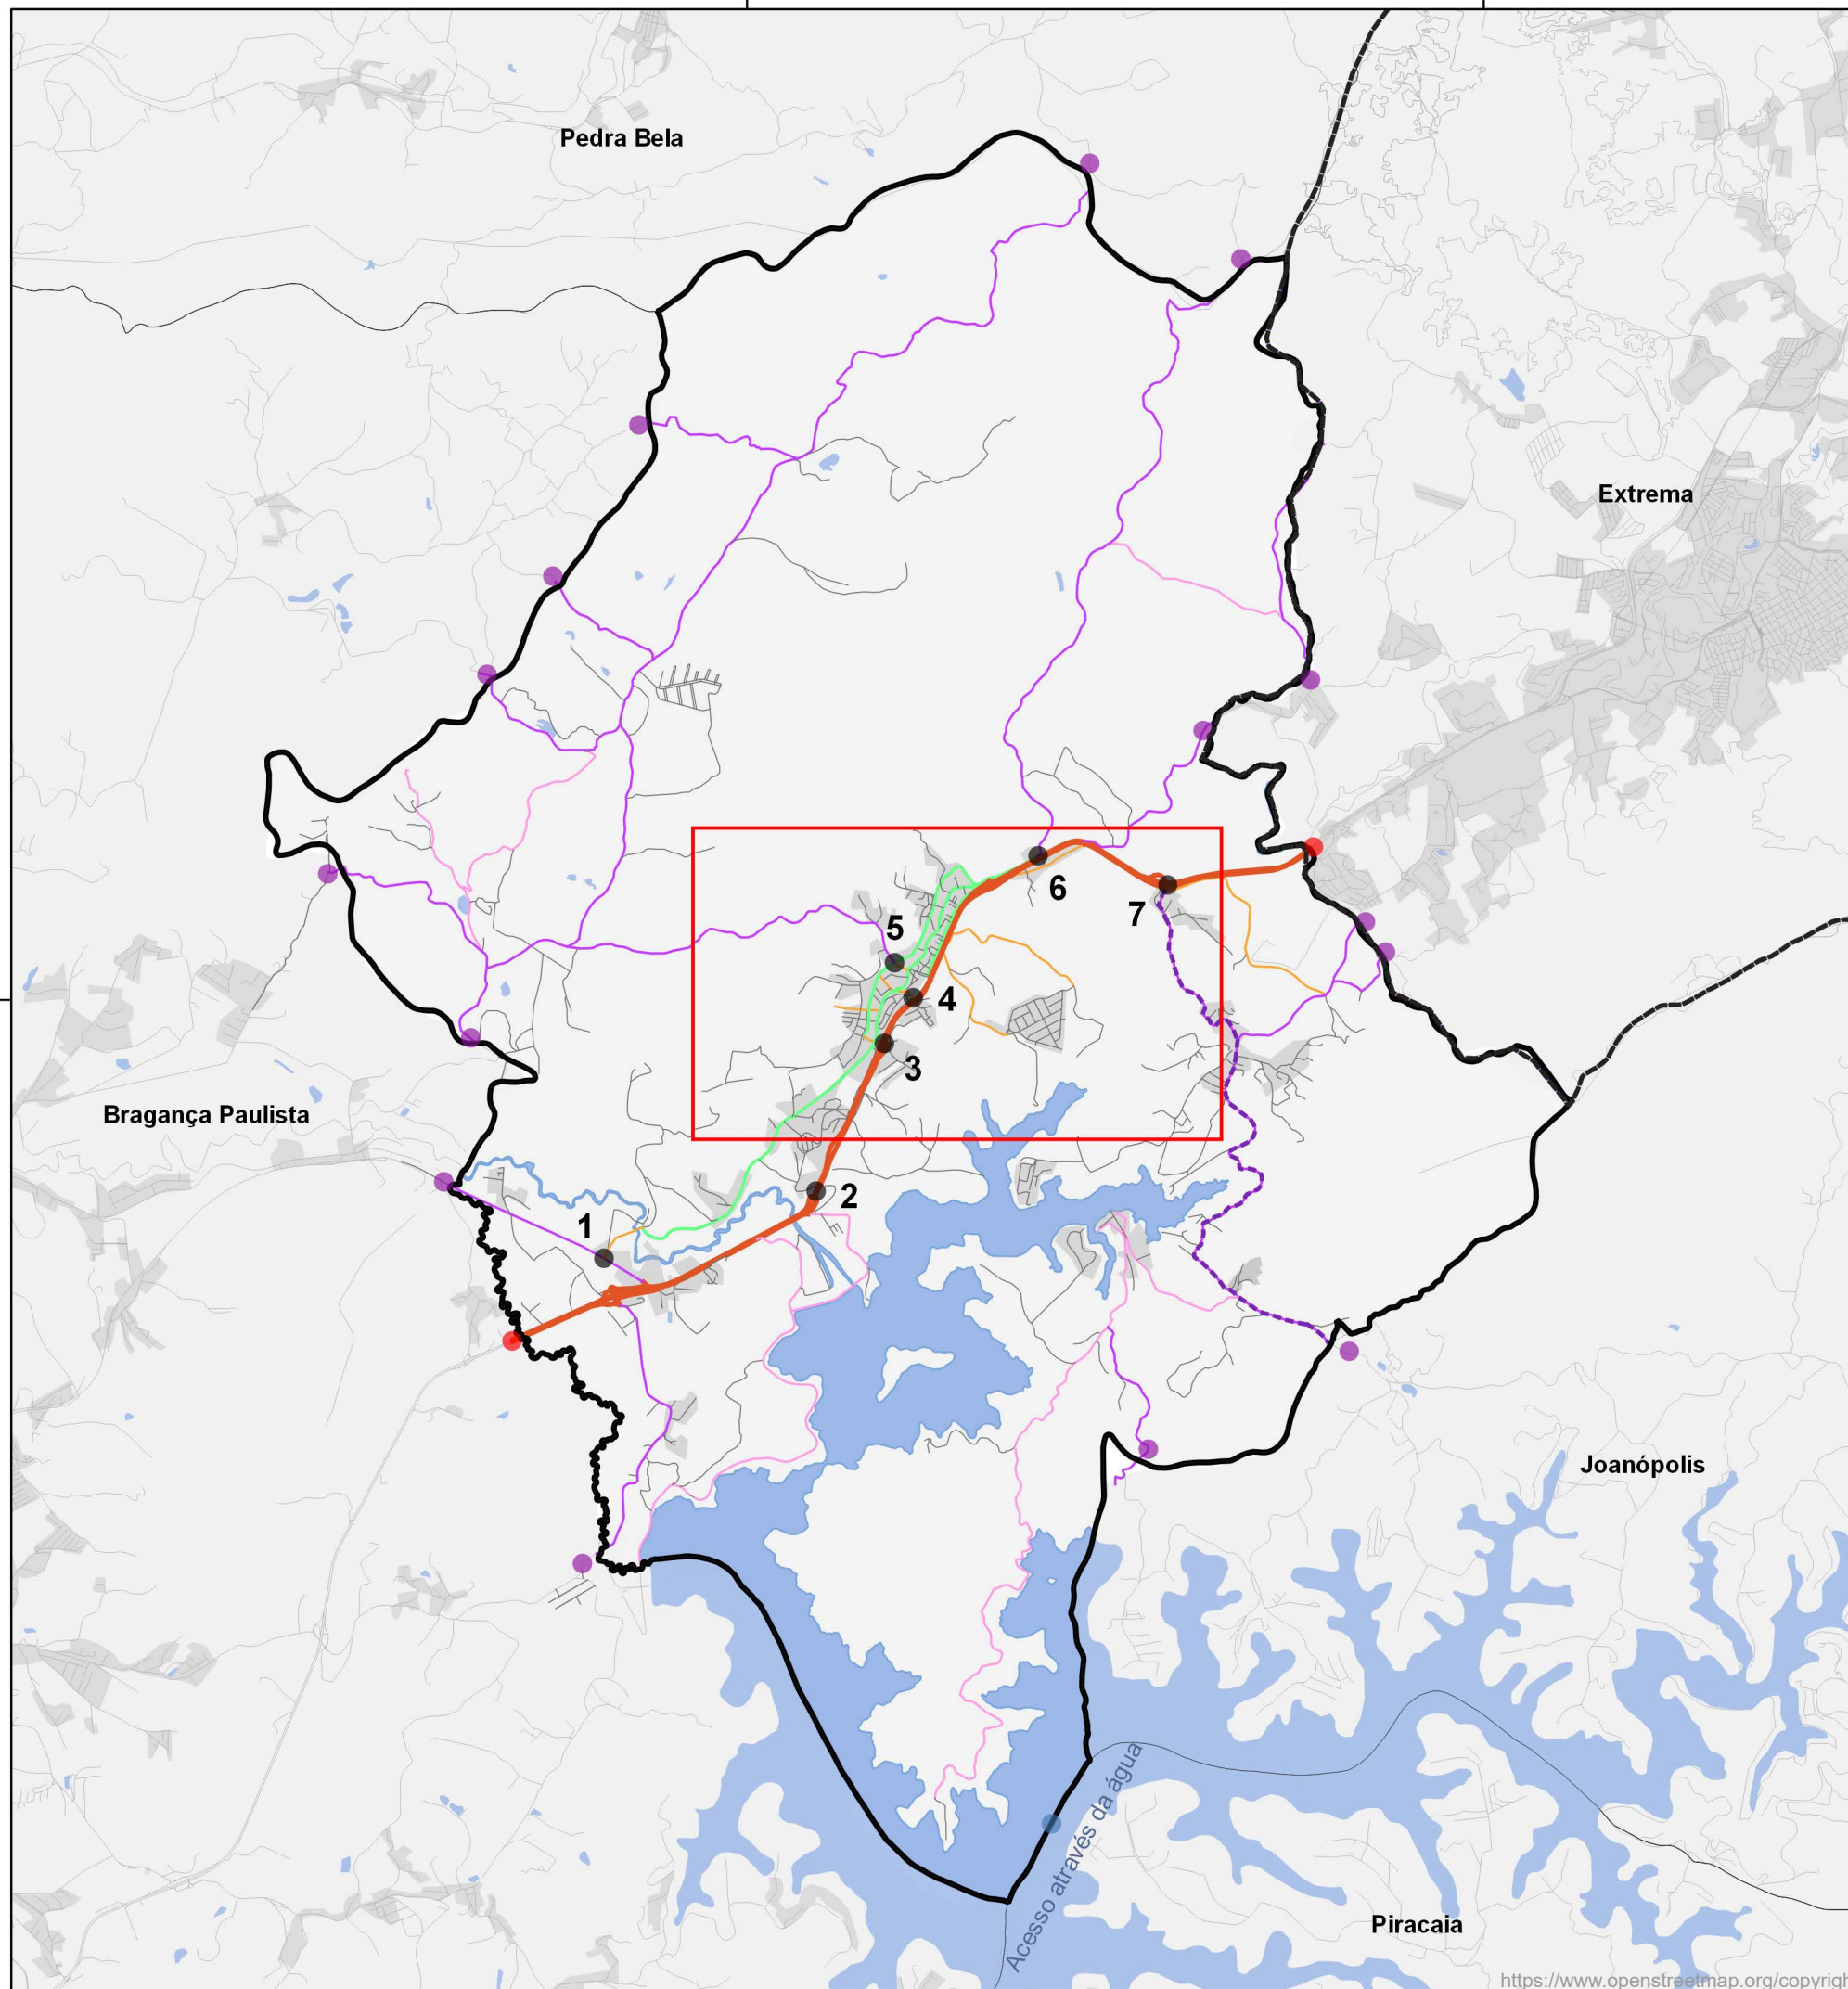 Pedra Bela
Extrema
6
7
5
4
3
Bragança Paulista
2
1
Joanópolis
Acesso através da água
Piracaia
https://www.openstreetmap.org/copyrigh